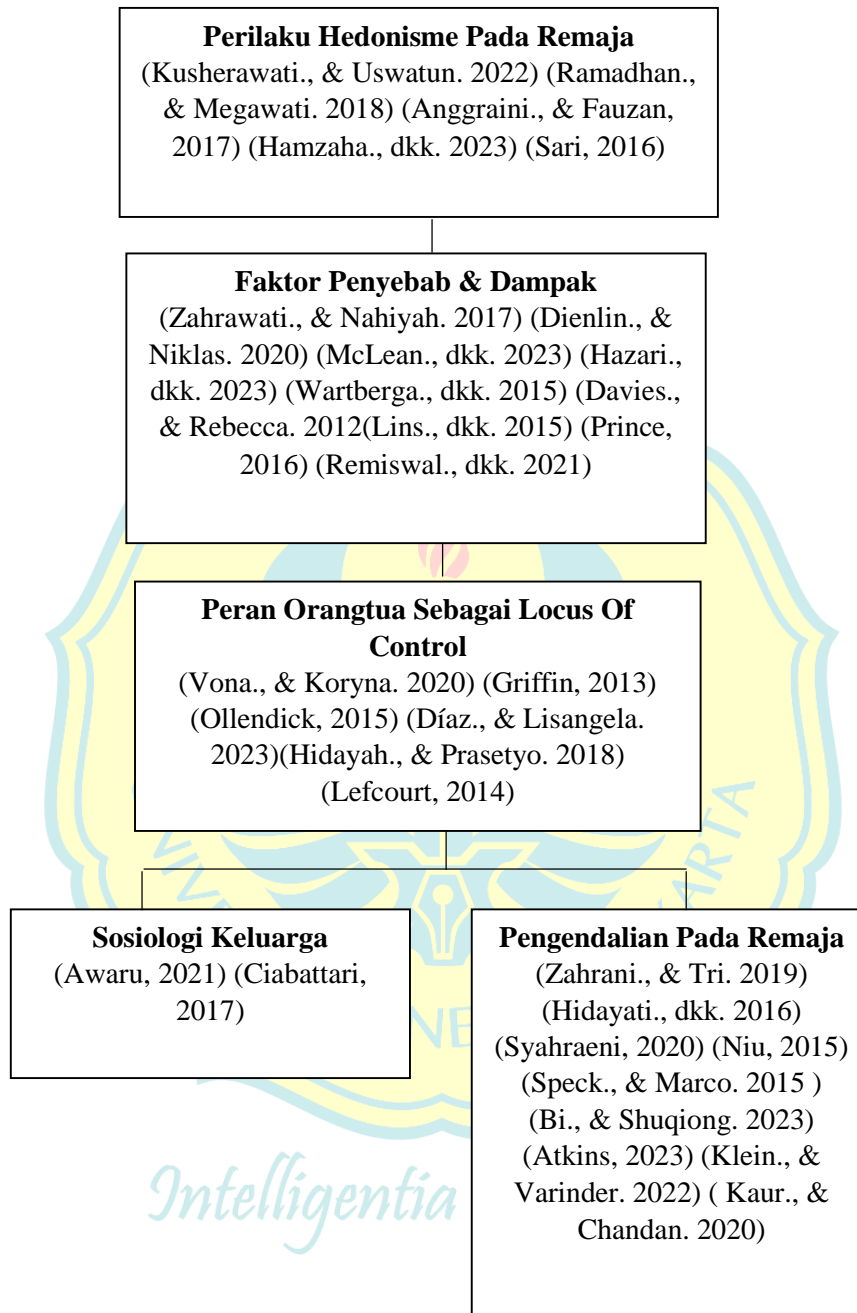 Perilaku Hedonisme Pada Remaja
(Kusherawati., & Uswatun. 2022) (Ramadhan.,
& Megawati. 2018) (Anggraini., & Fauzan,
2017) (Hamzaha., dkk. 2023) (Sari, 2016)
Faktor Penyebab & Dampak
(Zahrawati., & Nahiyah. 2017) (Dienlin., &
Niklas. 2020) (McLean., dkk. 2023) (Hazari.,
dkk. 2023) (Wartberga., dkk. 2015) (Davies.,
& Rebecca. 2012(Lins., dkk. 2015) (Prince,
2016) (Remiswal., dkk. 2021)
Peran Orangtua Sebagai Locus Of
Control
(Vona., & Koryna. 2020) (Griffin, 2013)
(Ollendick, 2015) (Díaz., & Lisangela.
2023)(Hidayah., & Prasetyo. 2018)
(Lefcourt, 2014)
Sosiologi Keluarga
(Awaru, 2021) (Ciabattari,
2017)
Pengendalian Pada Remaja
(Zahrani., & Tri. 2019)
(Hidayati., dkk. 2016)
(Syahraeni, 2020) (Niu, 2015)
(Speck., & Marco. 2015 )
(Bi., & Shuqiong. 2023)
(Atkins, 2023) (Klein., &
Varinder. 2022) ( Kaur., &
Chandan. 2020)
Intelligentia